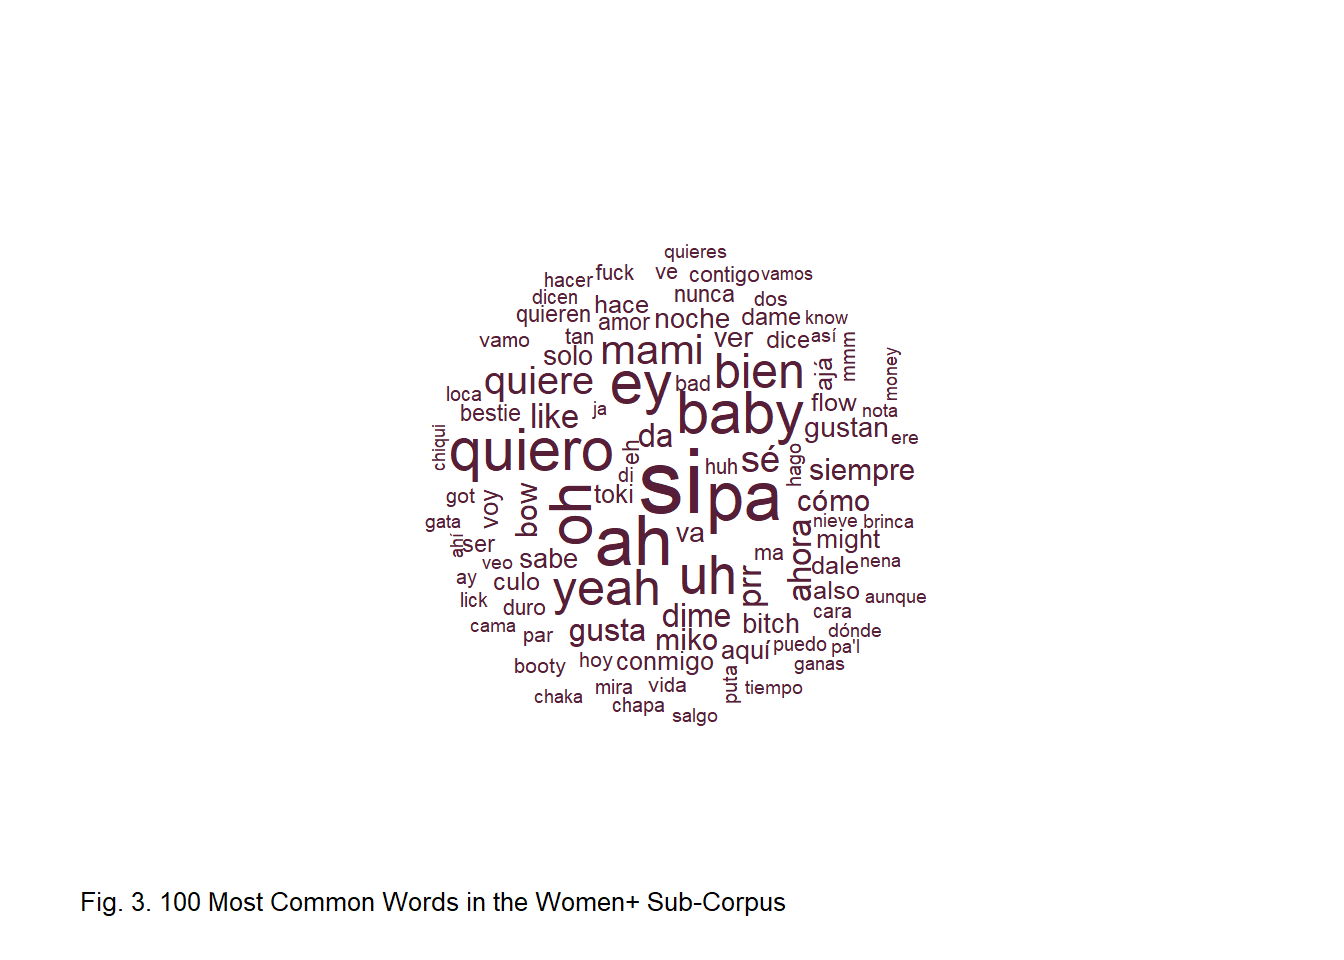 quieres
hacer fuck ve contigo vamos
dicen hace nunca dos
quieren amor noche dame know
vamo tan ver dice así
solo mami mmm
quiere ey bad bien ajá money
loca bestie like ja baby flow nota
chiqui quiero eh da gustan ere
di si huh sé hago siempre
got voy bow oh toki pa cómo
gata ah va ahora nieve brinca
ahí ser might
veo sabe uh ma dale nena
ay culo yeah prr also aunque
lick duro dime cara
cama par gusta miko bitch dónde
aquí puedo pa'l
booty hoy conmigo ganas
chaka mira vida puta tiempo
chapa salgo
Fig. 3. 100 Most Common Words in the Women+ Sub-Corpus